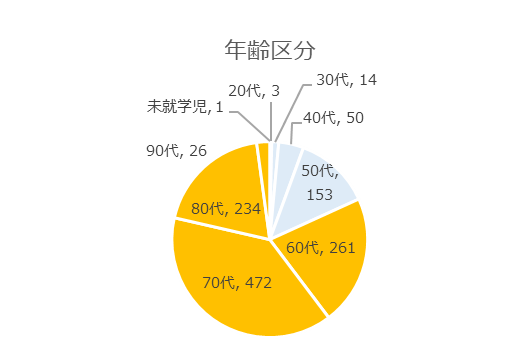 年齢区分
20代, 3
30代, 14
未就学児, 1
40代, 50
90代, 26
50代,
153
80代, 234
60代, 261
70代, 472